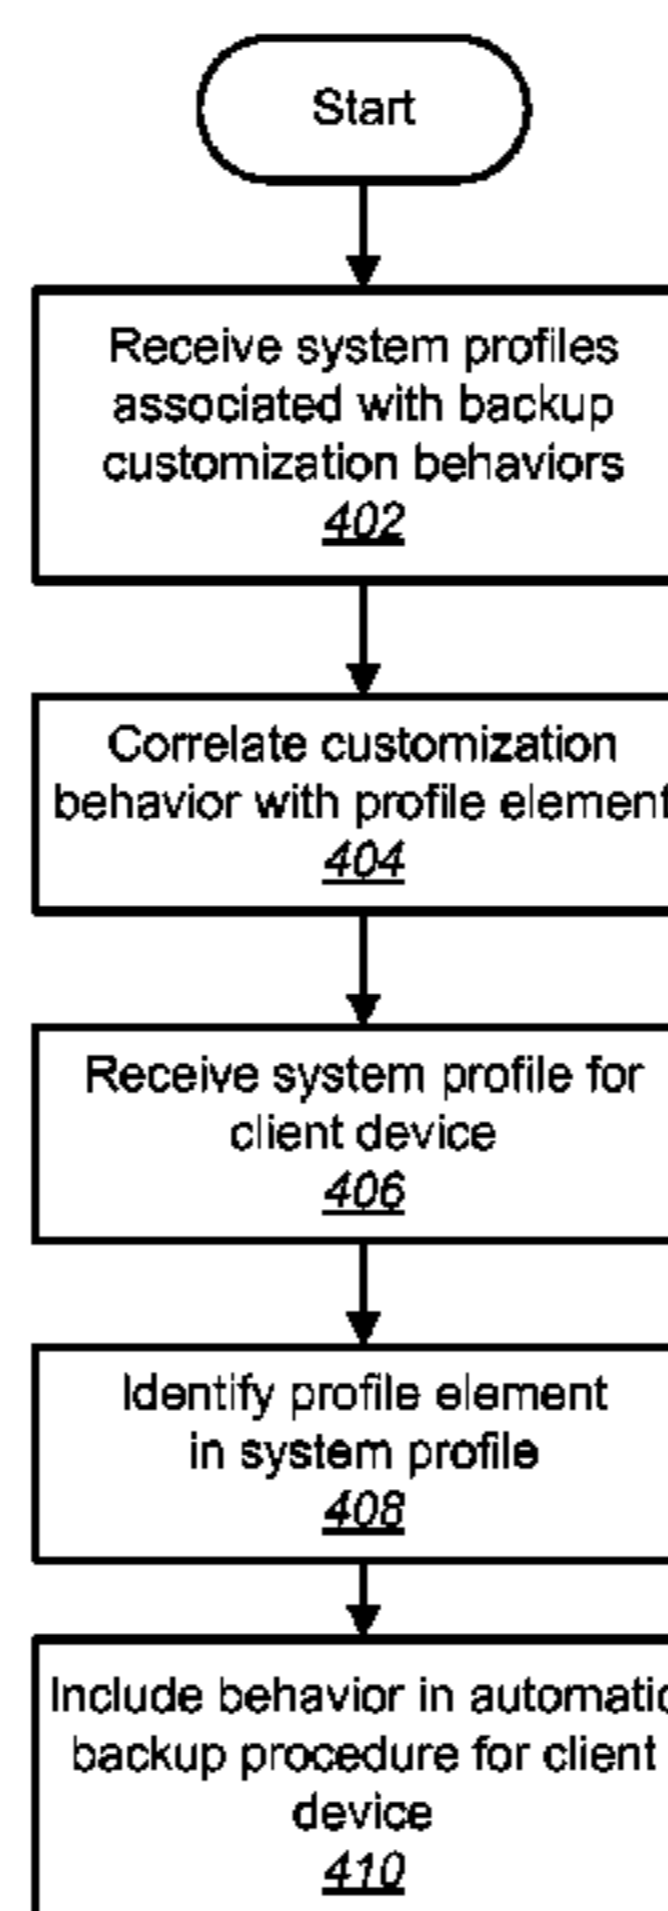 Start
Receive system profiles
associated with backup
customization behaviors
402
Correlate customization
behavior with profile element
404
Receive system profile for
client device
406
Identify profile element
in system profile
408
Include behavior in automatic
backup procedure for client
device
410